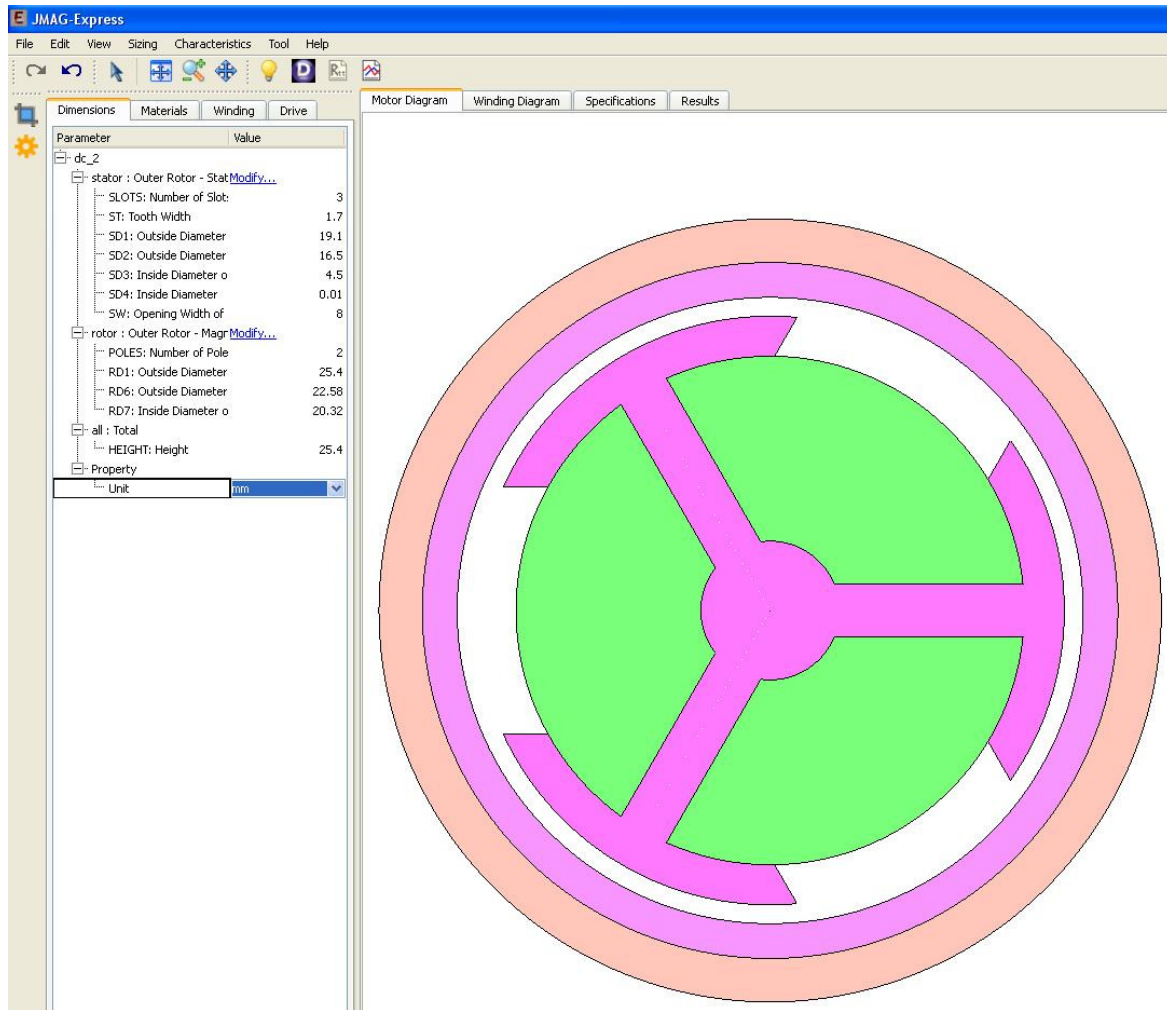 JMAG-Express
File Edit View Sizing Characteristics Tool Help
Dimensions Materials Winding Drive
Motor Diagram Winding Diagram Specifications Results
Parameter Value
dc_2
stator : Outer Rotor - Stat Modify...
SLOTS: Number of Slot: 3
ST: Tooth Width 1.7
SD1: Outside Diameter 19.1
SD2: Outside Diameter 16.5
SD3: Inside Diameter o 4.5
SD4: Inside Diameter 0.01
SW: Opening Width of 8
rotor : Outer Rotor - Magr Modify...
POLES: Number of Pole 2
RD1: Outside Diameter 25.4
RD6: Outside Diameter 22.58
RD7: Inside Diameter o 20.32
all : Total
HEIGHT: Height 25.4
Property
Unit mm